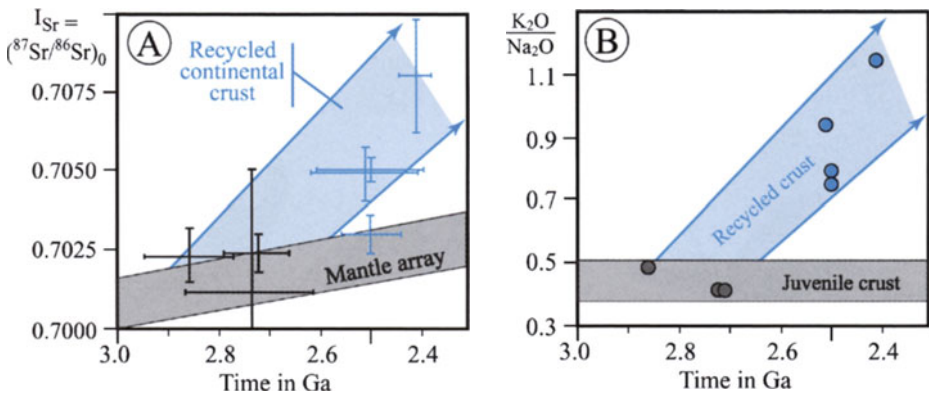 I_Sr =
(⁸⁷Sr/⁸⁶Sr)₀
A
Recycled
continental
crust
0.7075
0.7050
0.7025
0.7000
Mantle array
3.0
2.8
2.6
2.4
Time in Ga
K₂O
Na₂O
B
1.1
0.9
0.7
0.5
0.3
Recycled crust
Juvenile crust
3.0
2.8
2.6
2.4
Time in Ga